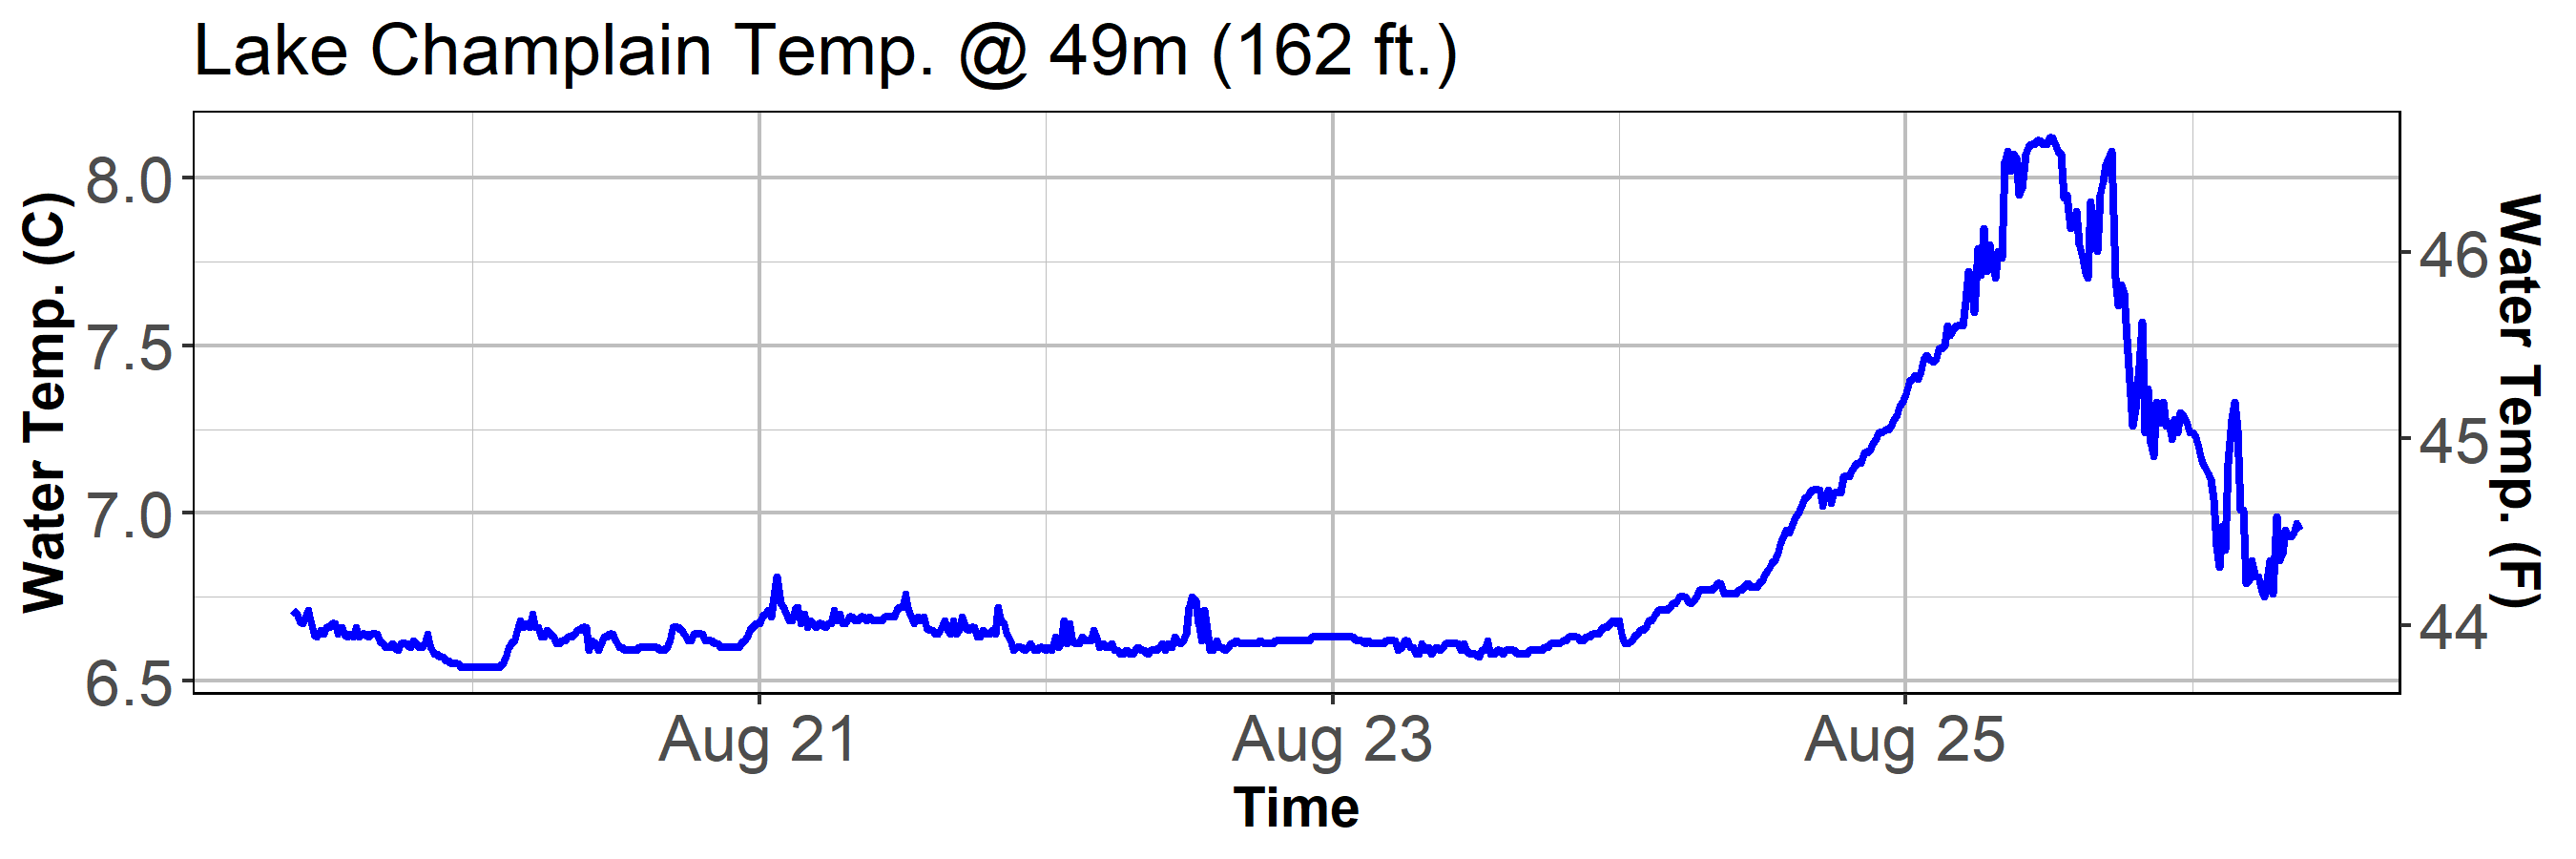 Lake Champlain Temp. @ 49m (162 ft.)
Water Temp. (C)
8.0
7.5
7.0
6.5
46
45
44
Water Temp. (F)
Aug 21 Aug 23 Aug 25
Time